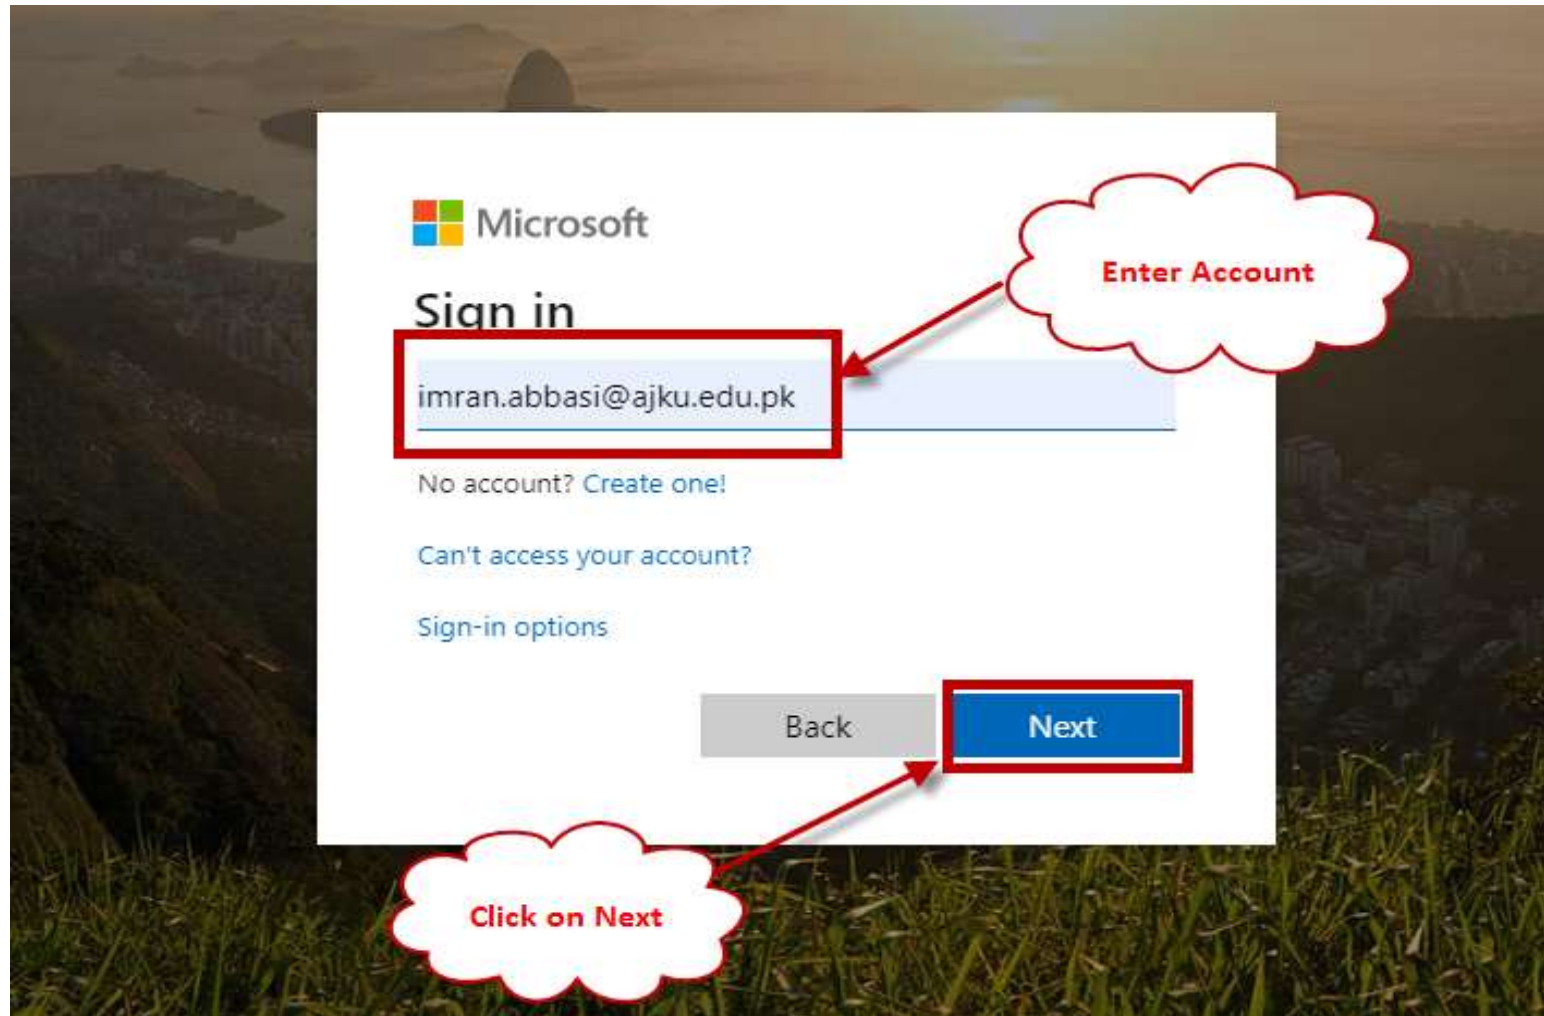 Microsoft
Enter Account
Sign in
imran.abbasi@ajku.edu.pk
No account? Create one!
Can't access your account?
Sign-in options
Back
Next
Click on Next